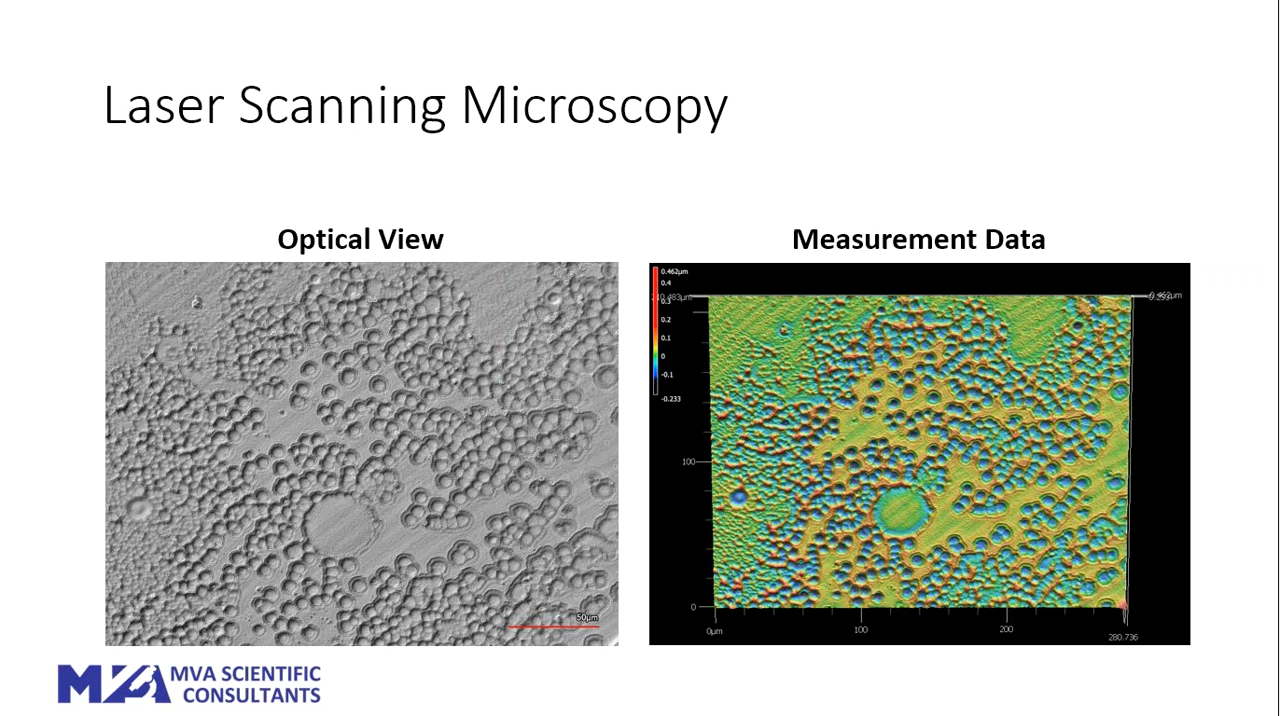 Laser Scanning Microscopy
Optical View
Measurement Data
50µm
0.462µm
0.4
0.3
0.2
0.1
0
-0.1
-0.233
100
0
0µm
100
200
280.736
MVA
MVA SCIENTIFIC
CONSULTANTS